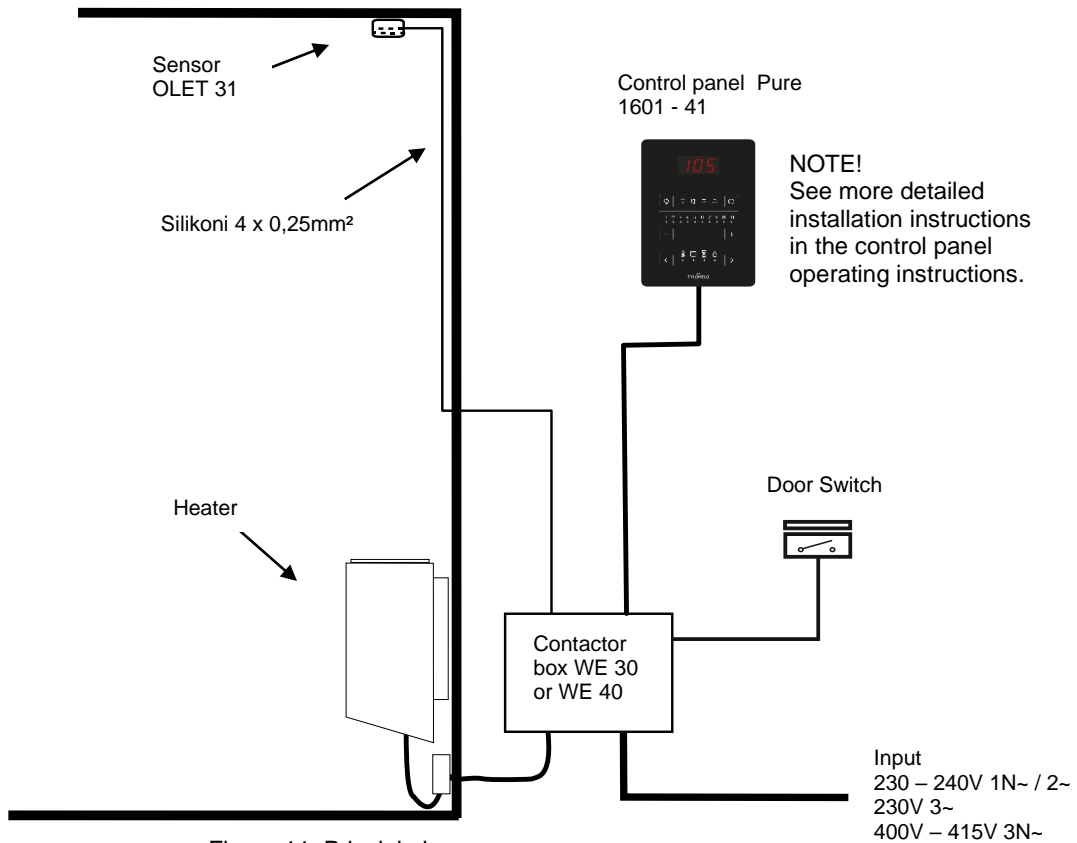 Sensor
OLET 31
Silikoni 4 x 0,25mm²
Control panel Pure
1601 - 41
105
TYLÖHELO
NOTE!
See more detailed
installation instructions
in the control panel
operating instructions.
Heater
Door Switch
Contactor
box WE 30
or WE 40
Input
230 – 240V 1N~ / 2~
230V 3~
400V – 415V 3N~